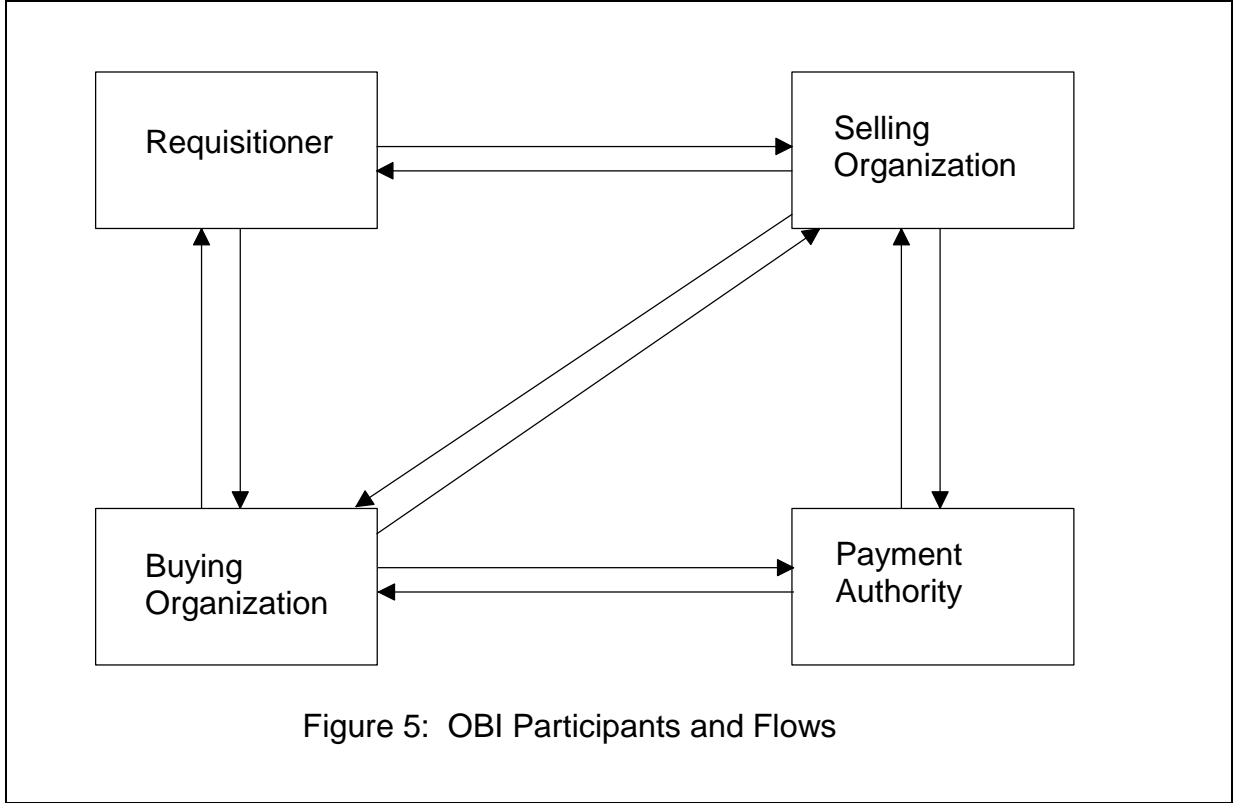 Requisitioner
Selling
Organization
Buying
Organization
Payment
Authority
Figure 5:  OBI Participants and Flows